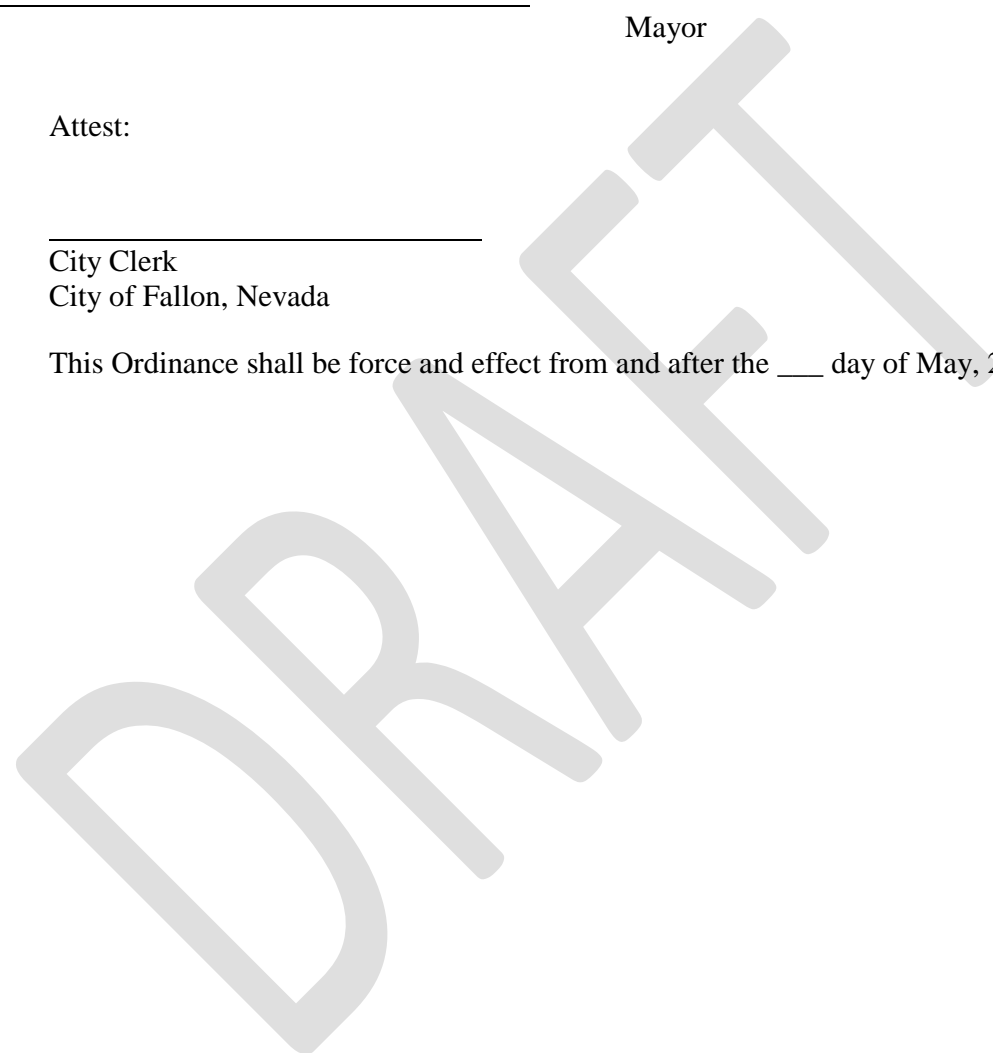 Mayor
Attest:
City Clerk
City of Fallon, Nevada
This Ordinance shall be force and effect from and after the ___ day of May, 2
DRAFT